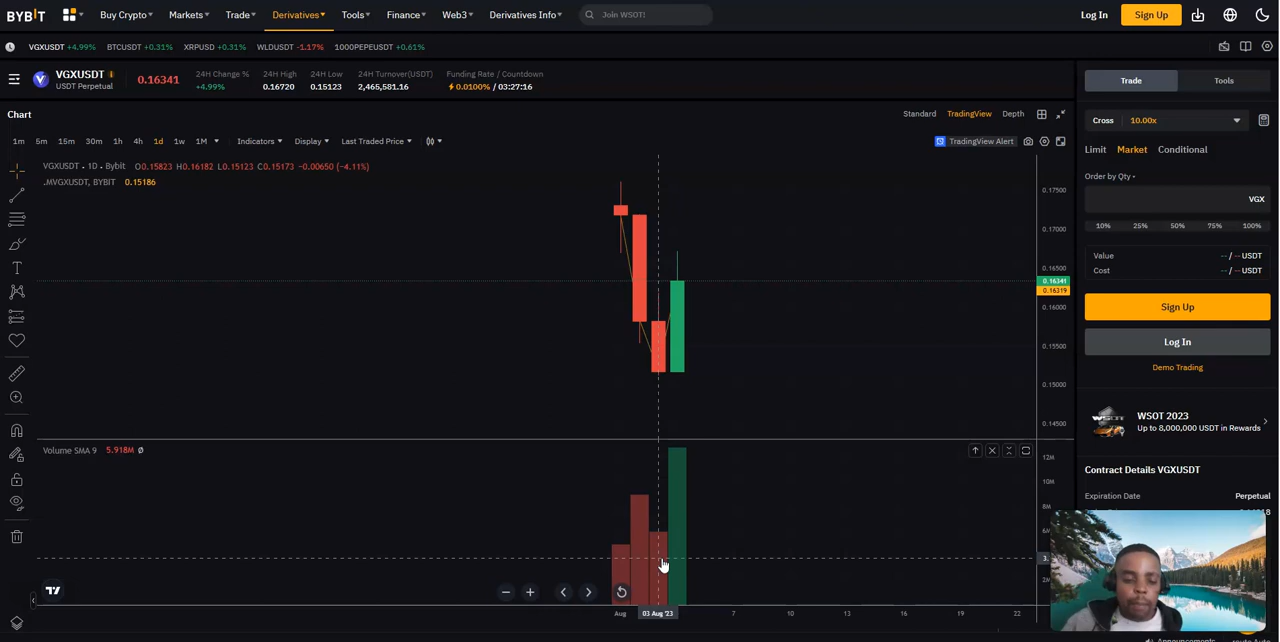 BYBIT Buy Crypto Markets Trade Derivatives Tools Finance Web3 Derivatives Info Join WSOT! Log In Sign Up
VGXUSDT +4.99% BTCUSDT +0.31% XRPUSDT +0.31% WLDUSDT -1.17% 1000PEPEUSDT +0.61%
VGXUSDT
USDT Perpetual
0.16341
24H Change %
+4.99%
24H High
0.16720
24H Low
0.15123
24H Turnover(USDT)
2,465,581.16
Funding Rate / Countdown
0.0100% / 03:27:16
Chart
Standard TradingView Depth
1m 5m 15m 30m 1h 4h 1d 1w 1M Indicators Display Last Traded Price TradingView Alert
VGXUSDT · 1D · Bybit O0.15823 H0.16182 L0.15123 C0.15173 -0.00650 (-4.11%)
.MVGXUSDT, BYBIT 0.15186
0.17500
0.17000
0.16500
0.16341
0.16319
0.16000
0.15500
0.15000
0.14500
Volume SMA 9 5.918M Ø
12M
10M
8M
6M
3.
2M
Aug 03 Aug '23 7 10 13 16 19 22
Trade Tools
Cross 10.00x
Limit Market Conditional
Order by Qty
VGX
10% 25% 50% 75% 100%
Value -- / -- USDT
Cost -- / -- USDT
Sign Up
Log In
Demo Trading
WSOT
WSOT 2023
Up to 8,000,000 USDT in Rewards
Contract Details VGXUSDT
Expiration Date Perpetual
Announcements